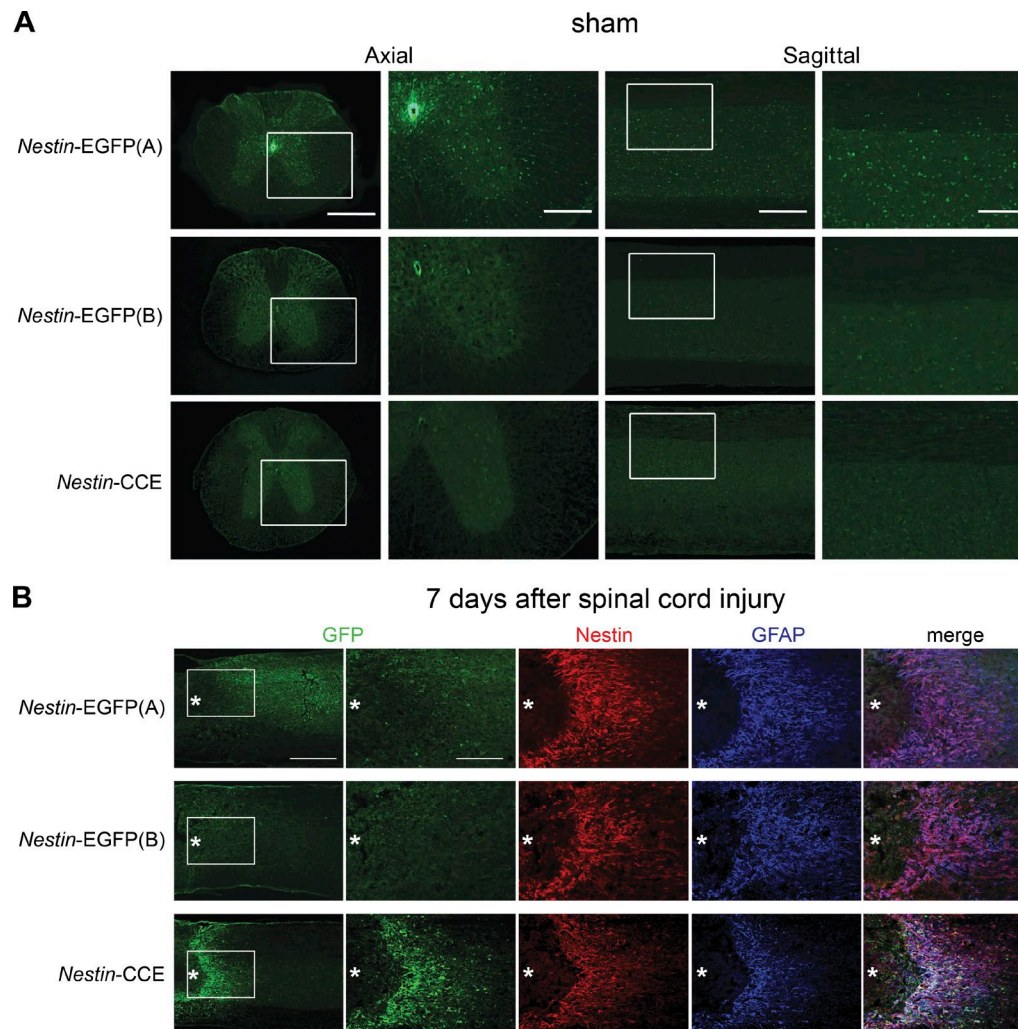 A
sham
Axial
Sagittal
Nestin-EGFP(A)
Nestin-EGFP(B)
Nestin-CCE
B
7 days after spinal cord injury
GFP
Nestin
GFAP
merge
Nestin-EGFP(A)
*
*
*
*
*
Nestin-EGFP(B)
*
*
*
*
*
Nestin-CCE
*
*
*
*
*